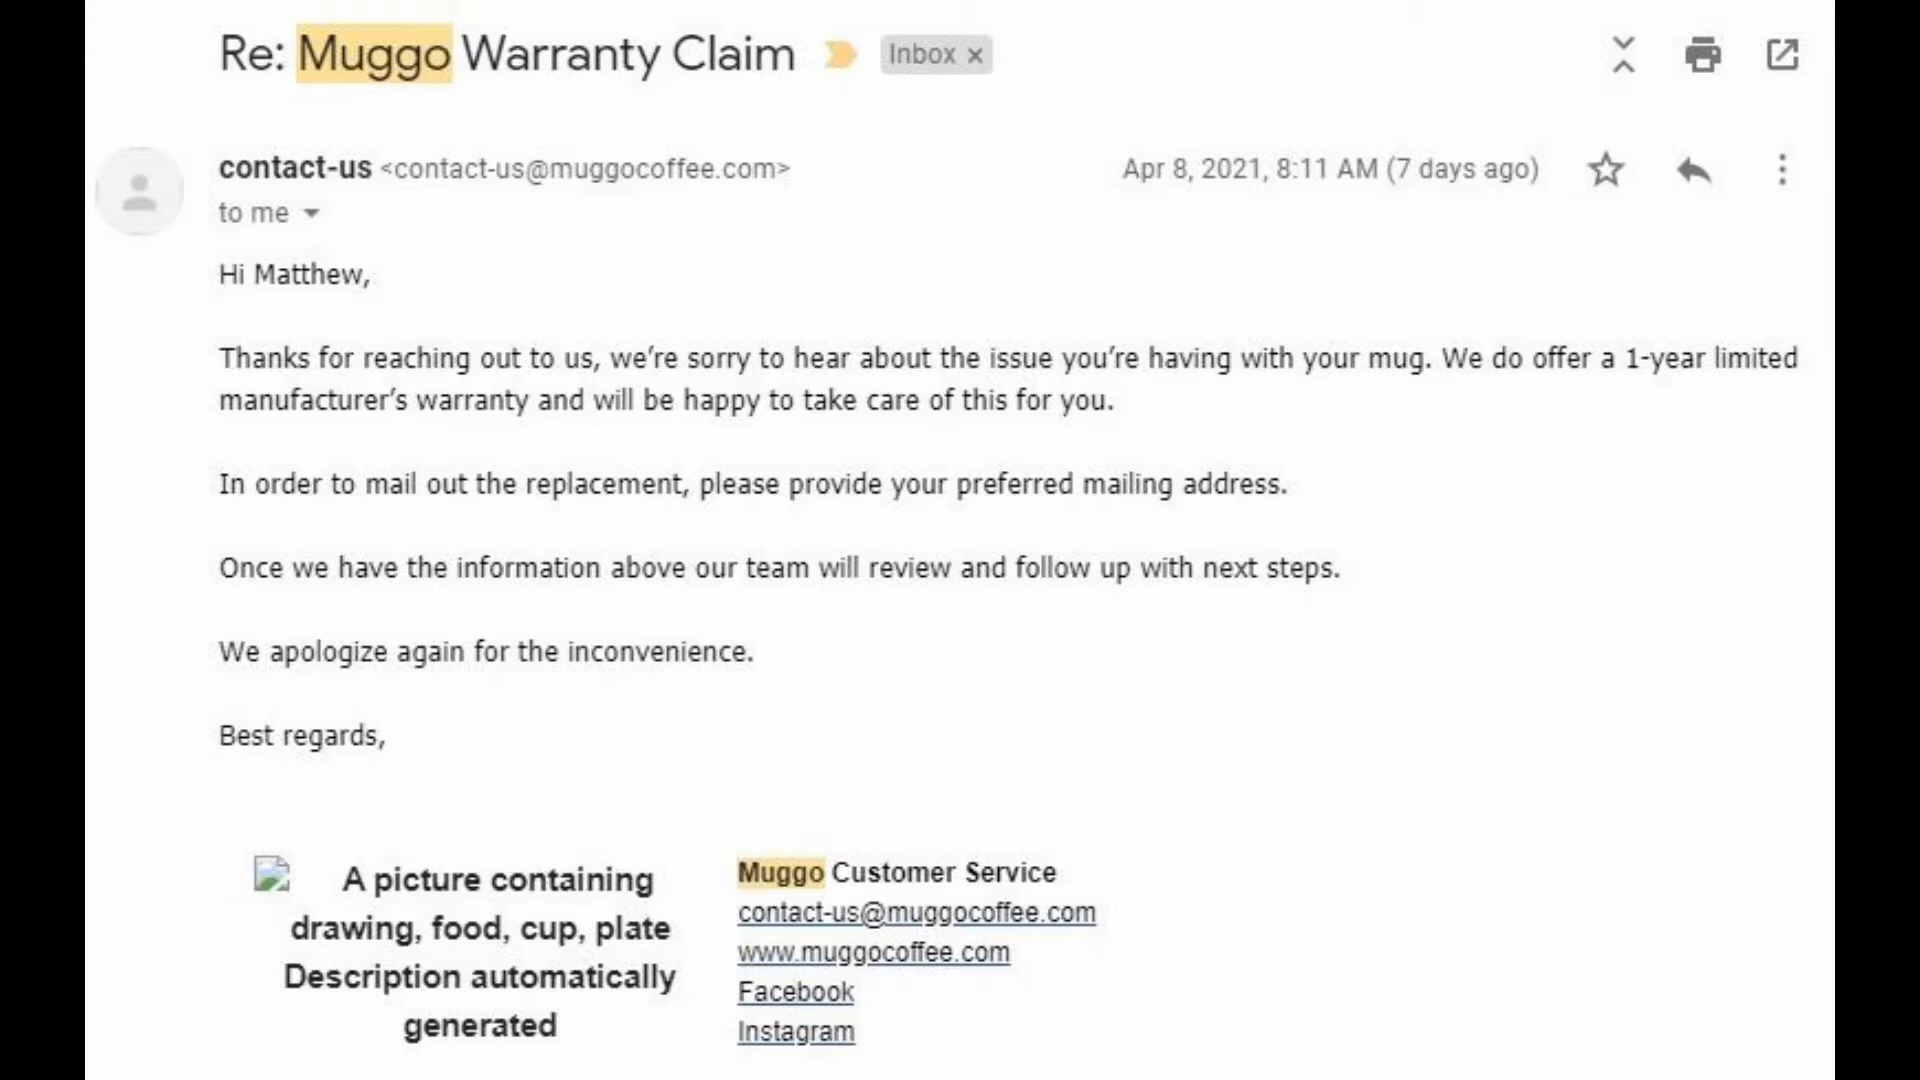 Re: Muggo Warranty Claim Inbox x
contact-us <contact-us@muggocoffee.com> Apr 8, 2021, 8:11 AM (7 days ago)
to me
Hi Matthew,
Thanks for reaching out to us, we’re sorry to hear about the issue you’re having with your mug. We do offer a 1-year limited
manufacturer’s warranty and will be happy to take care of this for you.
In order to mail out the replacement, please provide your preferred mailing address.
Once we have the information above our team will review and follow up with next steps.
We apologize again for the inconvenience.
Best regards,
A picture containing
drawing, food, cup, plate
Description automatically
generated
Muggo Customer Service
contact-us@muggocoffee.com
www.muggocoffee.com
Facebook
Instagram